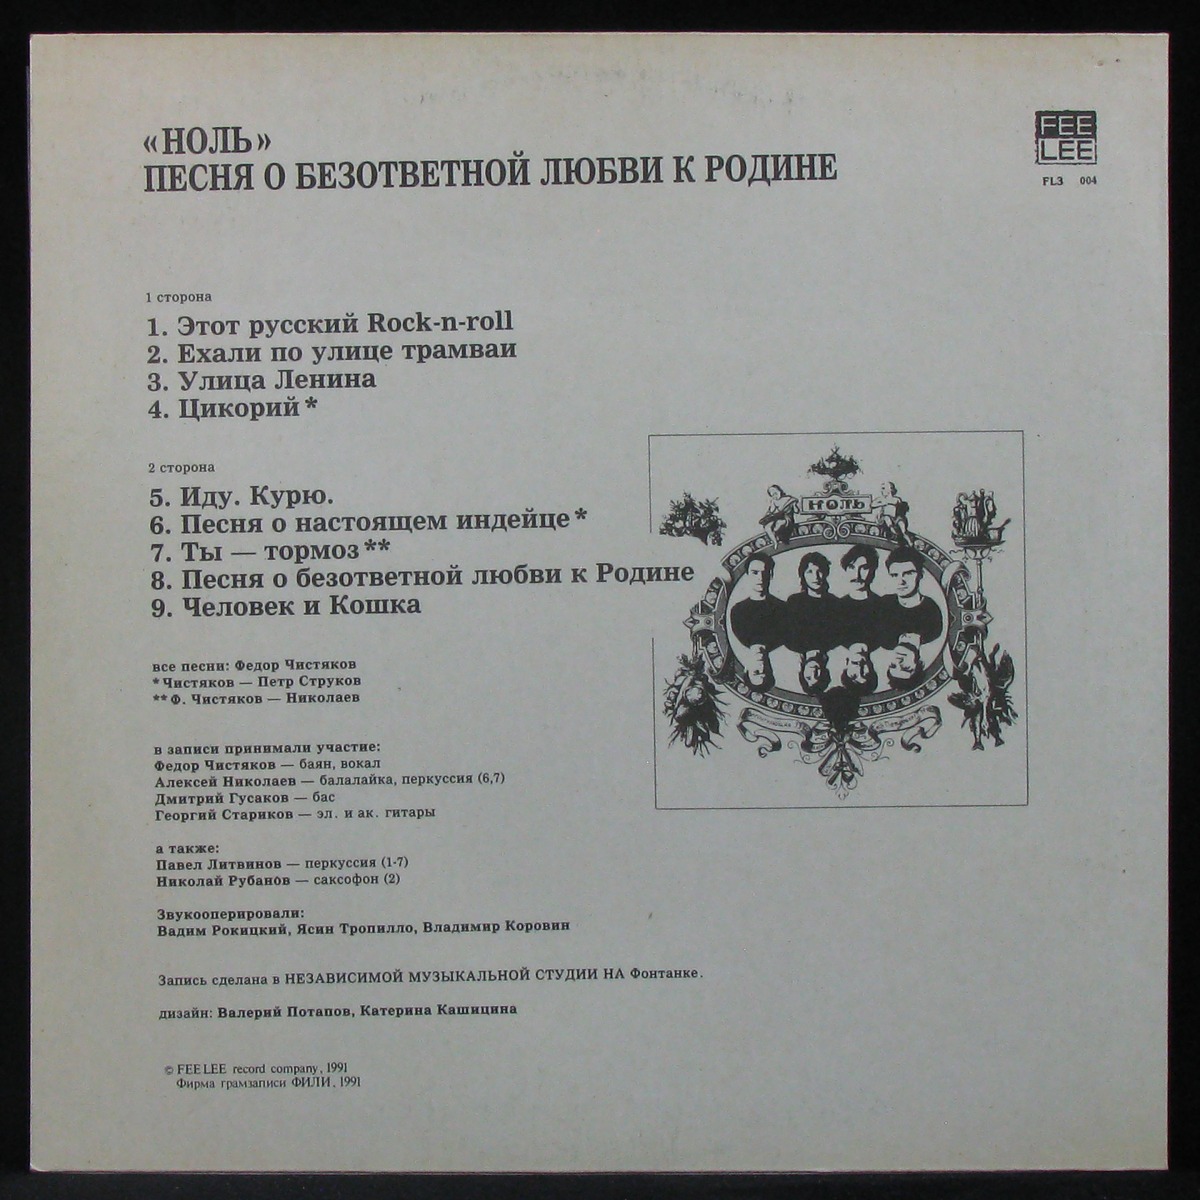 «НОЛЬ»
ПЕСНЯ О БЕЗОТВЕТНОЙ ЛЮБВИ К РОДИНЕ
FEE
LEE
FL3 004
1 сторона
1. Этот русский Rock-n-roll
2. Ехали по улице трамваи
3. Улица Ленина
4. Цикорий*
2 сторона
5. Иду. Курю.
6. Песня о настоящем индейце*
7. Ты — тормоз**
8. Песня о безответной любви к Родине
9. Человек и Кошка
НОЛЬ
все песни: Федор Чистяков
*Чистяков — Петр Струков
**Ф. Чистяков — Николаев
в записи принимали участие:
Федор Чистяков — баян, вокал
Алексей Николаев — балалайка, перкуссия (6,7)
Дмитрий Гусаков — бас
Георгий Стариков — эл. и ак. гитары
а также:
Павел Литвинов — перкуссия (1-7)
Николай Рубанов — саксофон (2)
Звукооперировали:
Вадим Рокицкий, Ясин Тропилло, Владимир Коровин
Запись сделана в НЕЗАВИСИМОЙ МУЗЫКАЛЬНОЙ СТУДИИ НА Фонтанке.
дизайн: Валерий Потапов, Катерина Кашицина
© FEE LEE record company, 1991
Фирма грамзаписи ФИЛИ, 1991